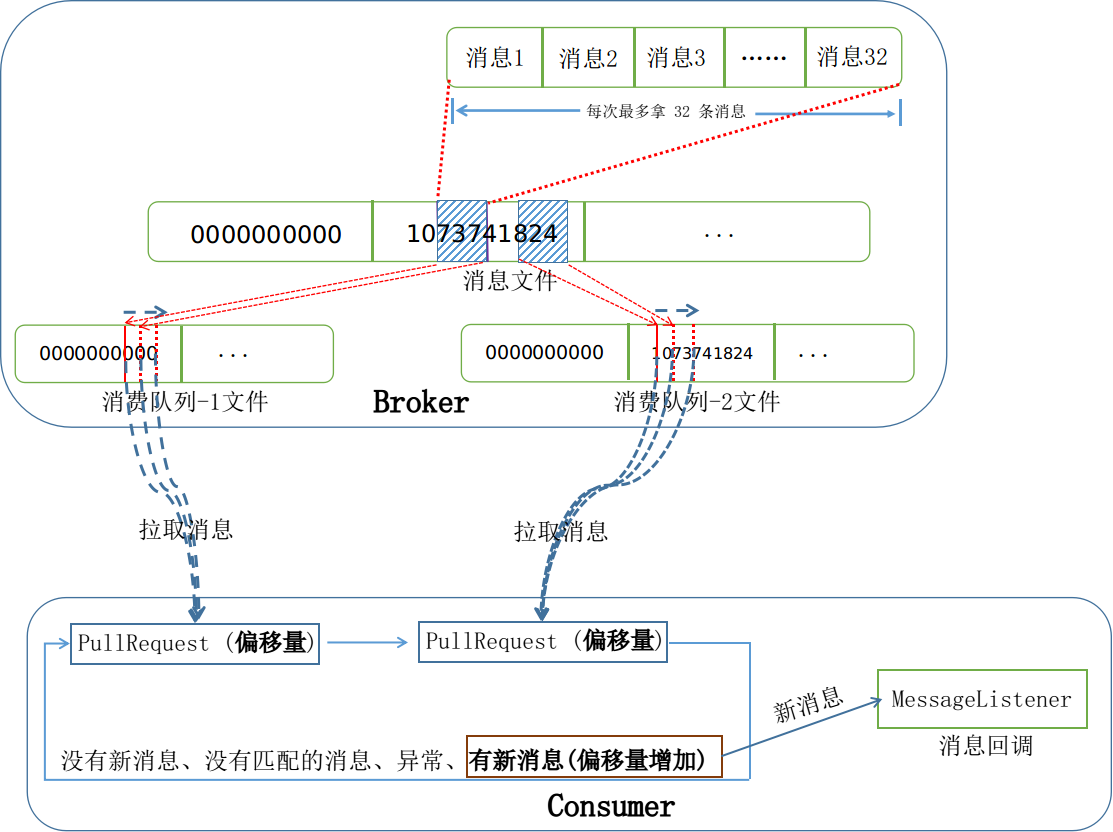 消息1 消息2 消息3 …… 消息32
每次最多拿 32 条消息
0000000000 1073741824 ...
消息文件
0000000000 ... 0000000000 1073741824 ...
消费队列-1文件 Broker 消费队列-2文件
拉取消息 拉取消息
PullRequest (偏移量) PullRequest (偏移量)
新消息 MessageListener
消息回调
没有新消息、没有匹配的消息、异常、有新消息(偏移量增加)
Consumer